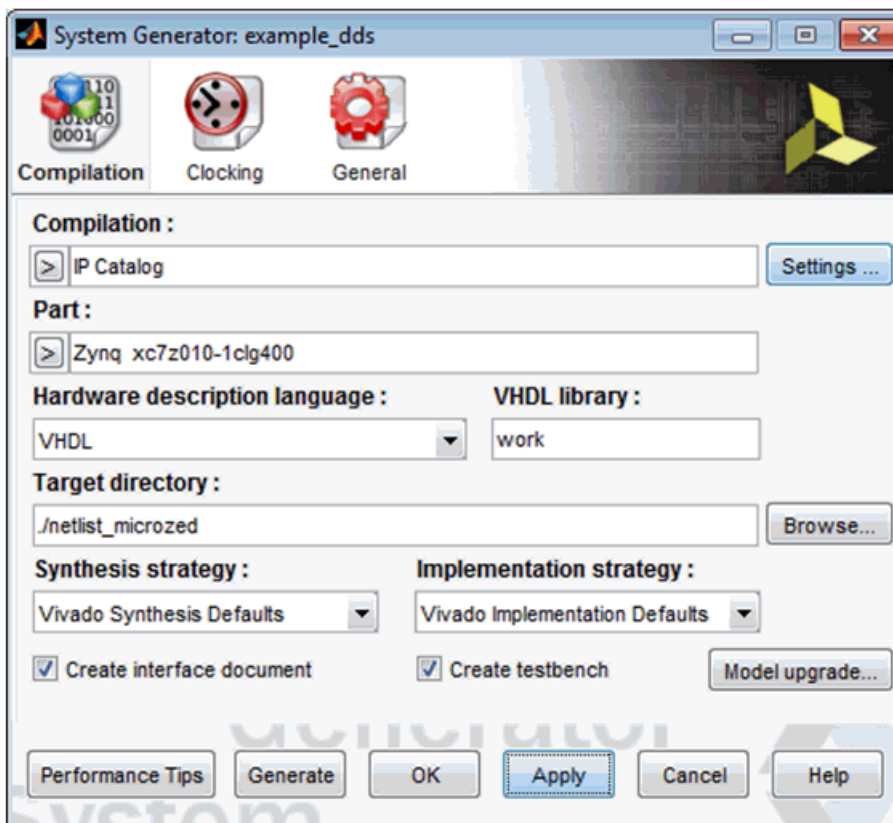 System Generator: example_dds
Compilation Clocking General
Compilation :
> IP Catalog Settings ...
Part :
> Zynq xc7z010-1clg400
Hardware description language : VHDL library :
VHDL work
Target directory :
./netlist_microzed Browse...
Synthesis strategy : Implementation strategy :
Vivado Synthesis Defaults Vivado Implementation Defaults
Create interface document Create testbench Model upgrade...
Generator
Performance Tips Generate OK Apply Cancel Help
System